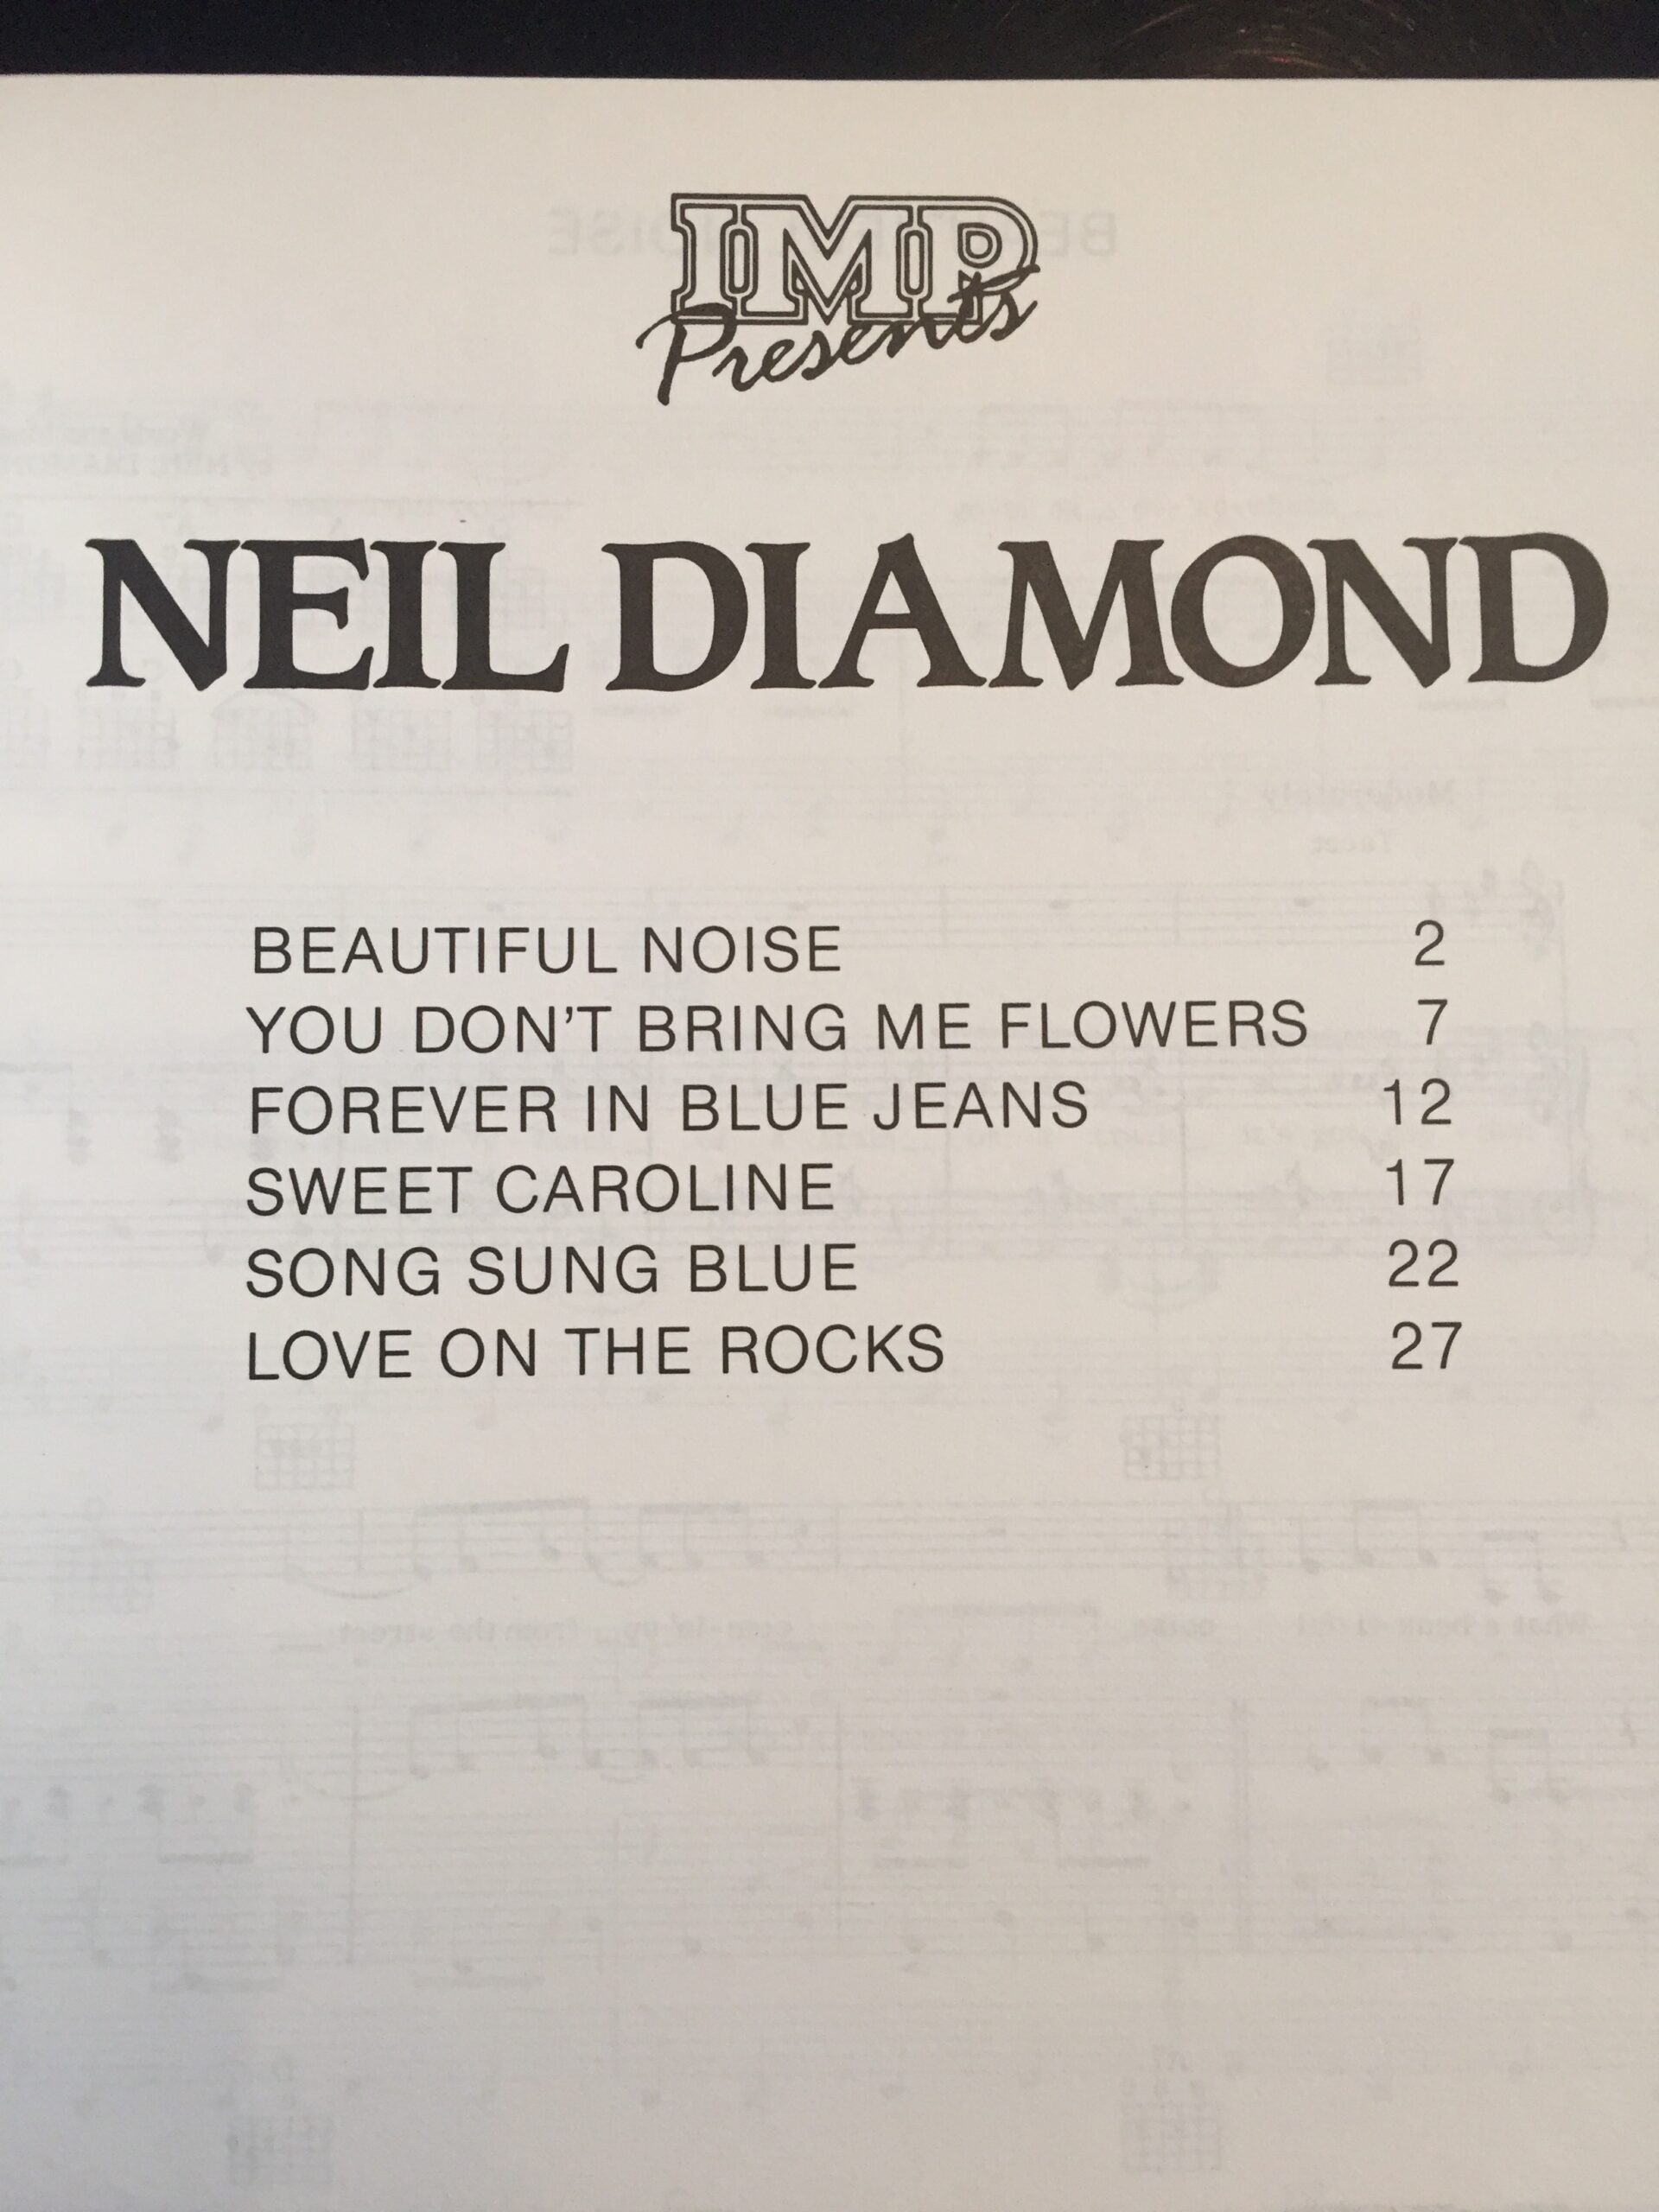 IMP
Presents
NEIL DIAMOND
BEAUTIFUL NOISE 2
YOU DON'T BRING ME FLOWERS 7
FOREVER IN BLUE JEANS 12
SWEET CAROLINE 17
SONG SUNG BLUE 22
LOVE ON THE ROCKS 27